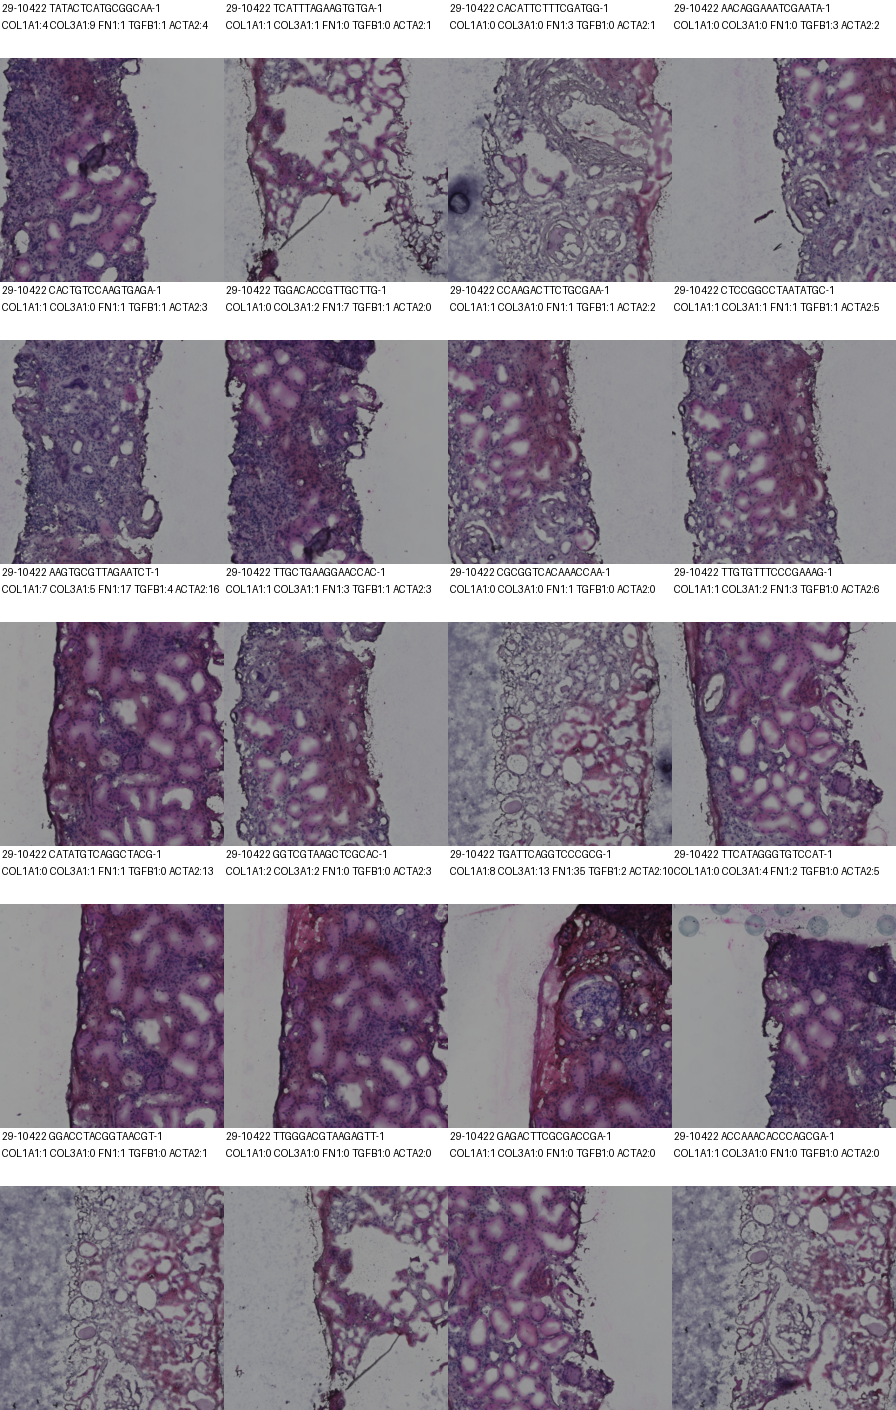 29-10422 TATACTCATGCGGCAA-1
COL1A1:4 COL3A1:9 FN1:1 TGFB1:1 ACTA2:4
29-10422 TCATTTAGAAGTGTGA-1
COL1A1:1 COL3A1:1 FN1:0 TGFB1:0 ACTA2:1
29-10422 CACATTCTTTCGATGG-1
COL1A1:0 COL3A1:0 FN1:3 TGFB1:0 ACTA2:1
29-10422 AACAGGAAATCGAATA-1
COL1A1:0 COL3A1:0 FN1:0 TGFB1:3 ACTA2:2
29-10422 CACTGTCCAAGTGAGA-1
COL1A1:1 COL3A1:0 FN1:1 TGFB1:1 ACTA2:3
29-10422 TGGACACCGTTGCTTG-1
COL1A1:0 COL3A1:2 FN1:7 TGFB1:1 ACTA2:0
29-10422 CCAAGACTTCTGCGAA-1
COL1A1:1 COL3A1:0 FN1:1 TGFB1:1 ACTA2:2
29-10422 CTCCGGCCTAATATGC-1
COL1A1:1 COL3A1:1 FN1:1 TGFB1:1 ACTA2:5
29-10422 AAGTGCGTTAGAATCT-1
COL1A1:7 COL3A1:5 FN1:17 TGFB1:4 ACTA2:16
29-10422 TTGCTGAAGGAACCAC-1
COL1A1:1 COL3A1:1 FN1:3 TGFB1:1 ACTA2:3
29-10422 CGCGGTCACAAACCAA-1
COL1A1:0 COL3A1:0 FN1:1 TGFB1:0 ACTA2:0
29-10422 TTGTGTTTCCCGAAAG-1
COL1A1:1 COL3A1:2 FN1:3 TGFB1:0 ACTA2:6
29-10422 CATATGTCAGGCTACG-1
COL1A1:0 COL3A1:1 FN1:1 TGFB1:0 ACTA2:13
29-10422 GGTCGTAAGCTCGCAC-1
COL1A1:2 COL3A1:2 FN1:0 TGFB1:0 ACTA2:3
29-10422 TGATTCAGGTCCCGCG-1
COL1A1:8 COL3A1:13 FN1:35 TGFB1:2 ACTA2:10
29-10422 TTCATAGGGTGTCCAT-1
COL1A1:0 COL3A1:4 FN1:2 TGFB1:0 ACTA2:5
29-10422 GGACCTACGGTAACGT-1
COL1A1:1 COL3A1:0 FN1:1 TGFB1:0 ACTA2:1
29-10422 TTGGGACGTAAGAGTT-1
COL1A1:0 COL3A1:0 FN1:0 TGFB1:0 ACTA2:0
29-10422 GAGACTTCGCGACCGA-1
COL1A1:1 COL3A1:0 FN1:0 TGFB1:0 ACTA2:0
29-10422 ACCAAACACCCAGCGA-1
COL1A1:1 COL3A1:0 FN1:0 TGFB1:0 ACTA2:0